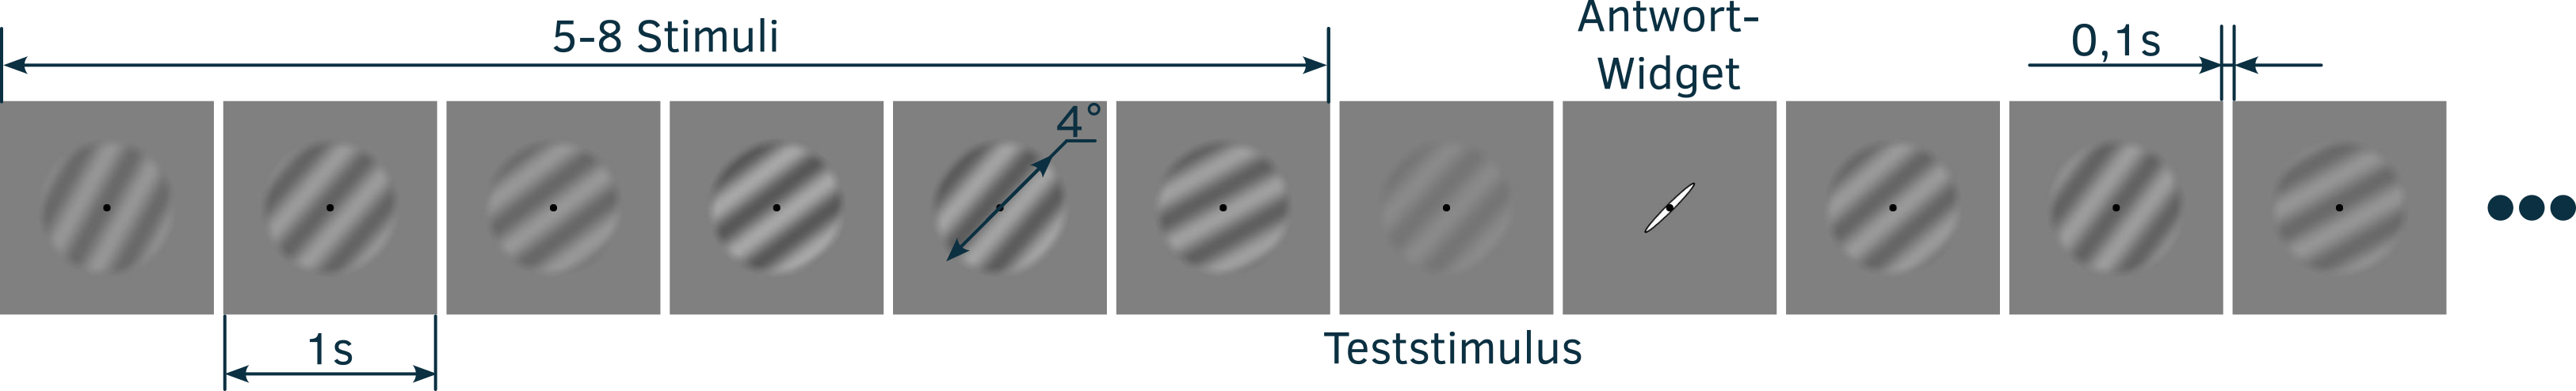 5-8 Stimuli
Antwort-
Widget
0,1s
4°
1s
Teststimulus